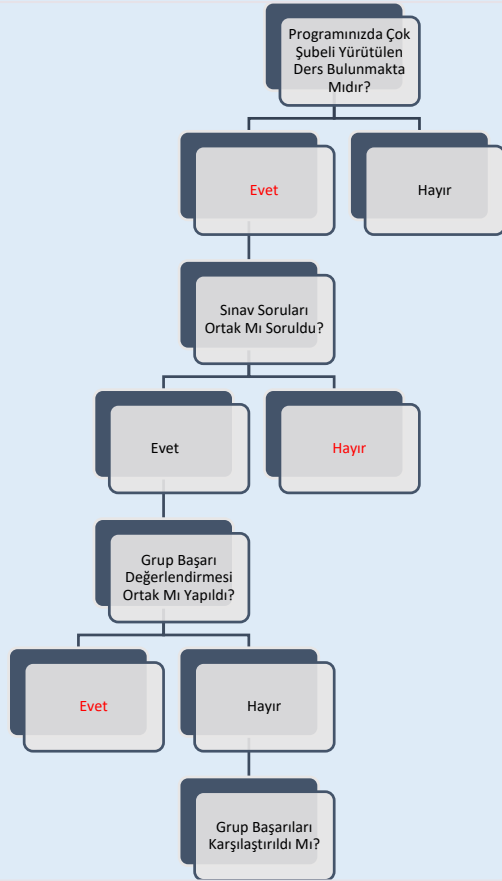 Programınızda Çok
Şubeli Yürütülen
Ders Bulunmakta
Mıdır?
Evet
Hayır
Sınav Soruları
Ortak Mı Soruldu?
Evet
Hayır
Grup Başarı
Değerlendirmesi
Ortak Mı Yapıldı?
Evet
Hayır
Grup Başarıları
Karşılaştırıldı Mı?